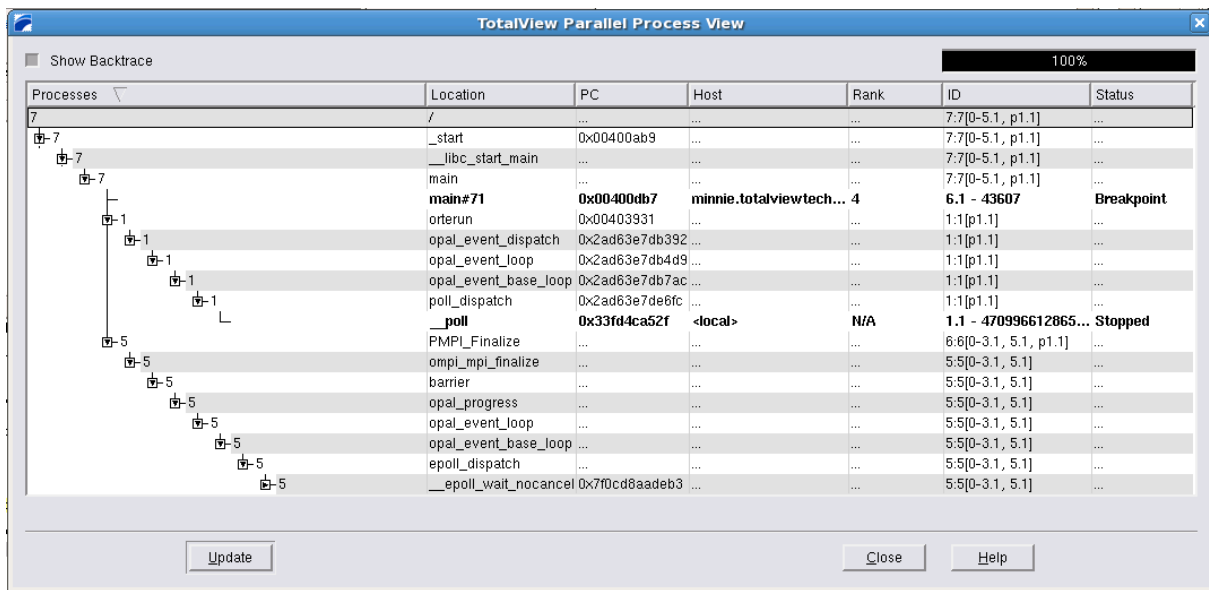 TotalView Parallel Process View
Show Backtrace
100%
Processes Location PC Host Rank ID Status
7 / ... ... ... 7:7[0-5.1, p1.1] ...
7 _start 0x00400ab9 ... ... 7:7[0-5.1, p1.1] ...
7 __libc_start_main ... ... ... 7:7[0-5.1, p1.1] ...
7 main ... ... ... 7:7[0-5.1, p1.1] ...
main#71 0x00400db7 minnie.totalviewtech... 4 6.1 - 43607 Breakpoint
1 orterun 0x00403931 ... ... 1:1[p1.1] ...
1 opal_event_dispatch 0x2ad63e7db392 ... ... 1:1[p1.1] ...
1 opal_event_loop 0x2ad63e7db4d9 ... ... 1:1[p1.1] ...
1 opal_event_base_loop 0x2ad63e7db7ac ... ... 1:1[p1.1] ...
1 poll_dispatch 0x2ad63e7de6fc ... ... 1:1[p1.1] ...
__poll 0x33fd4ca52f <local> N/A 1.1 - 470996612865... Stopped
5 PMPI_Finalize ... ... ... 6:6[0-3.1, 5.1, p1.1] ...
5 ompi_mpi_finalize ... ... ... 5:5[0-3.1, 5.1] ...
5 barrier ... ... ... 5:5[0-3.1, 5.1] ...
5 opal_progress ... ... ... 5:5[0-3.1, 5.1] ...
5 opal_event_loop ... ... ... 5:5[0-3.1, 5.1] ...
5 opal_event_base_loop ... ... ... 5:5[0-3.1, 5.1] ...
5 epoll_dispatch ... ... ... 5:5[0-3.1, 5.1] ...
5 __epoll_wait_nocancel 0x7f0cd8aadeb3 ... ... 5:5[0-3.1, 5.1] ...
Update Close Help